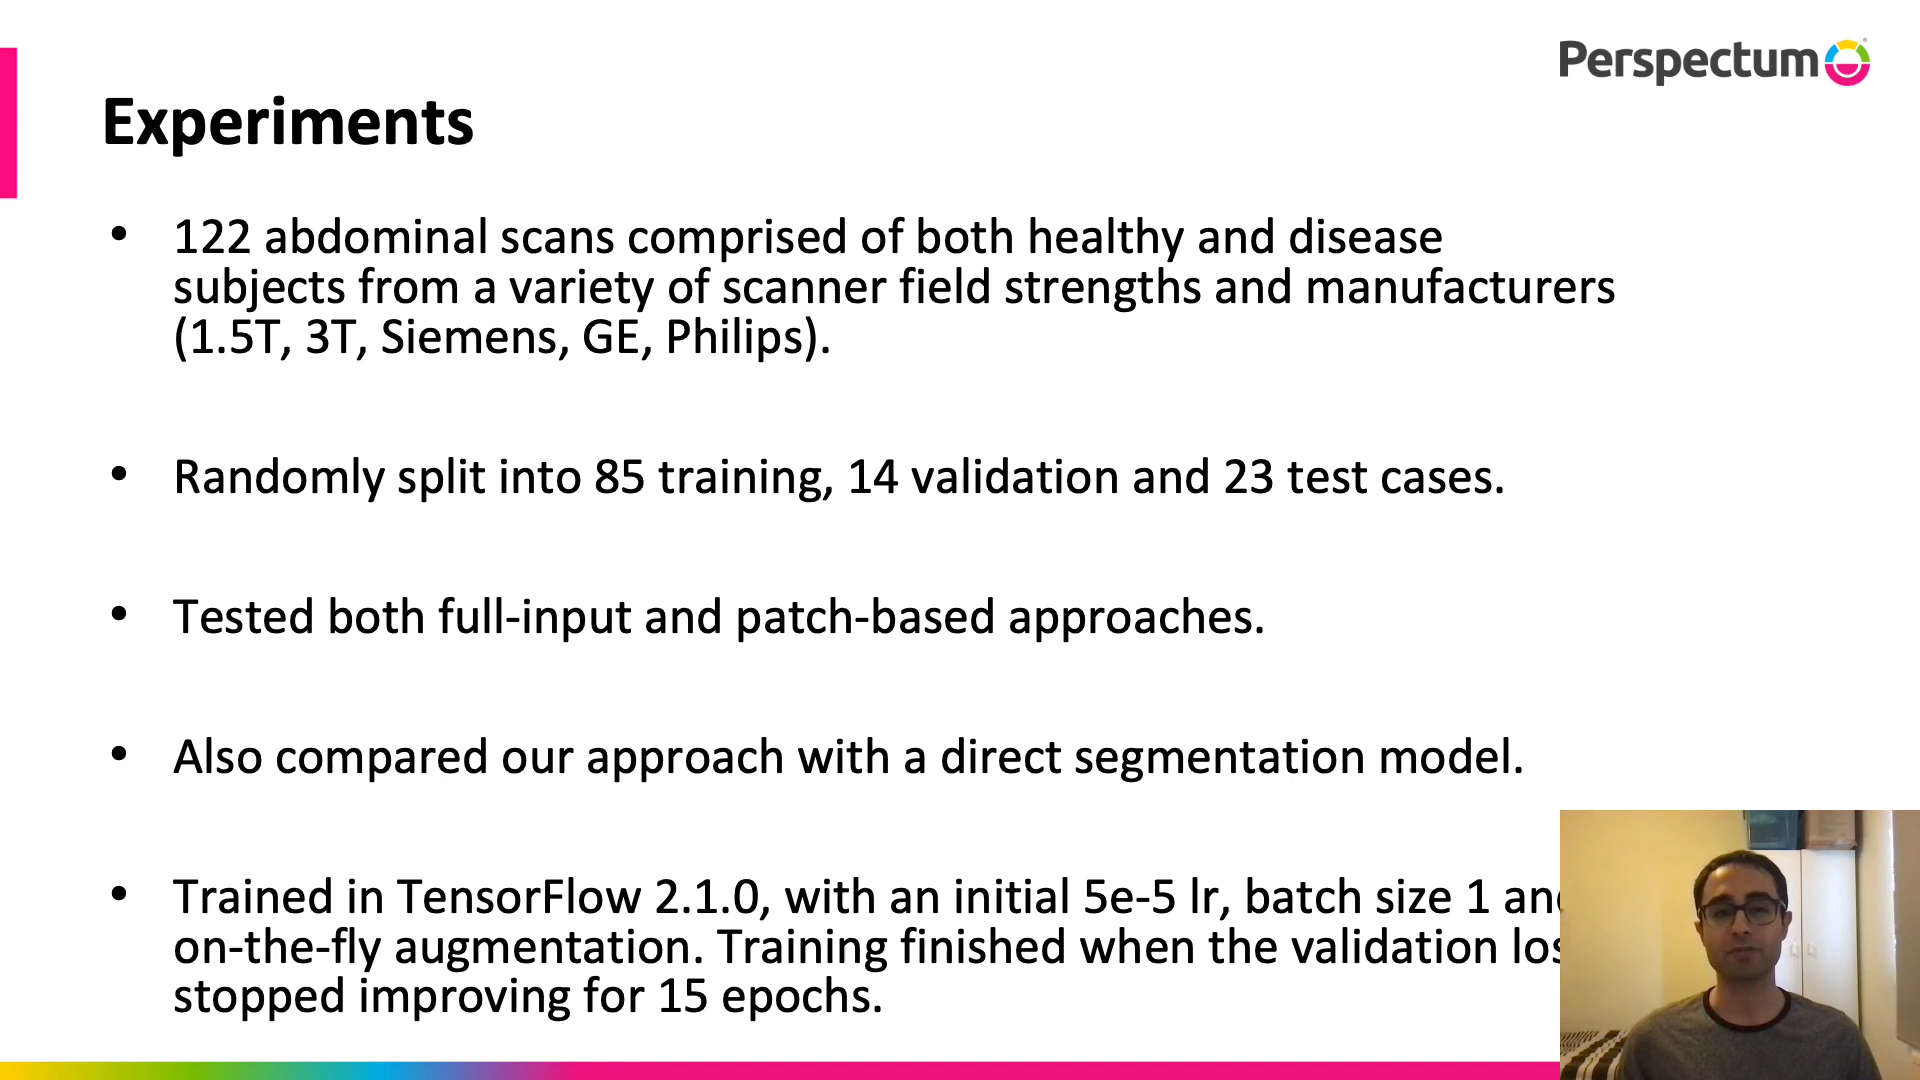 Perspectum
Experiments
• 122 abdominal scans comprised of both healthy and disease
subjects from a variety of scanner field strengths and manufacturers
(1.5T, 3T, Siemens, GE, Philips).
• Randomly split into 85 training, 14 validation and 23 test cases.
• Tested both full-input and patch-based approaches.
• Also compared our approach with a direct segmentation model.
• Trained in TensorFlow 2.1.0, with an initial 5e-5 lr, batch size 1
on-the-fly augmentation. Training finished when the validation
stopped improving for 15 epochs.